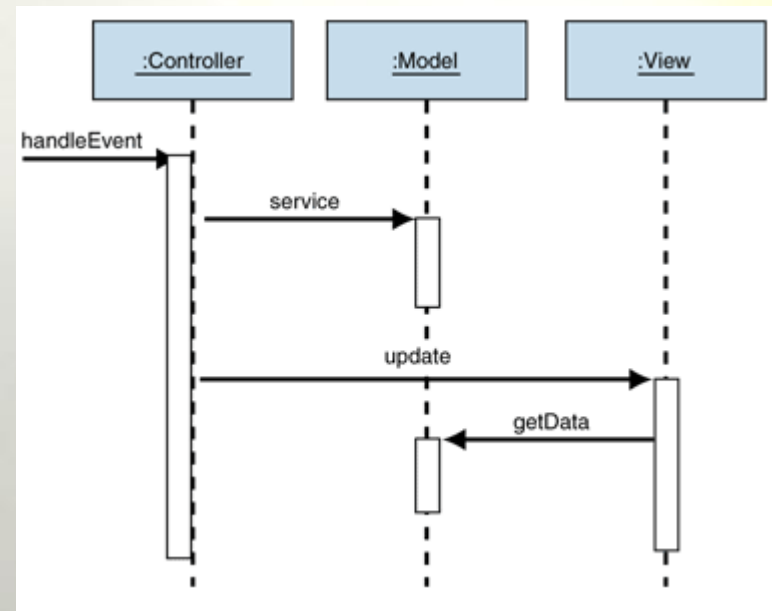 :Controller
:Model
:View
handleEvent
service
update
getData